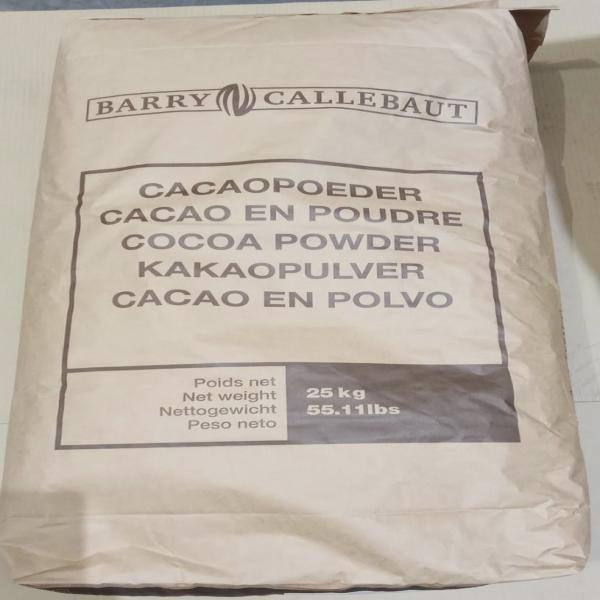 BARRY CALLEBAUT
CACAOPOEDER
CACAO EN POUDRE
COCOA POWDER
KAKAOPULVER
CACAO EN POLVO
Poids net
Net weight 25 kg
Nettogewicht 55.11lbs
Peso neto